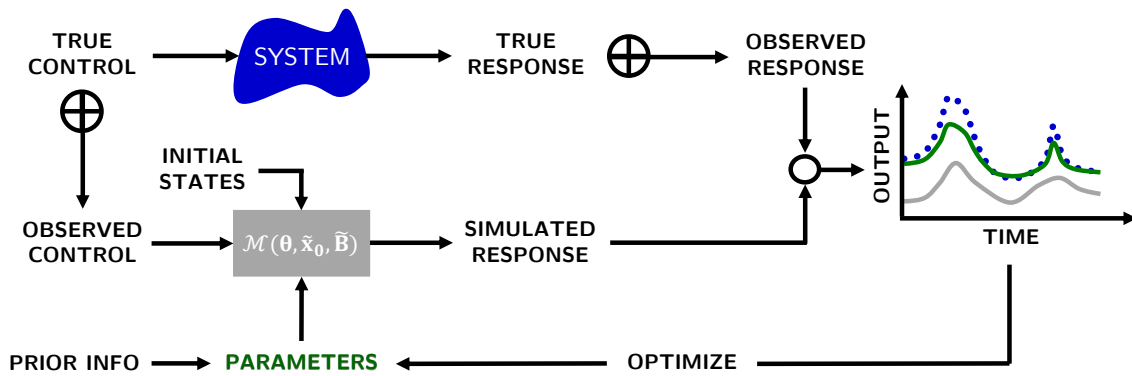 TRUE
CONTROL
SYSTEM
TRUE
RESPONSE
OBSERVED
RESPONSE
INITIAL
STATES
OBSERVED
CONTROL
ℳ(θ, x̃₀, B̃)
SIMULATED
RESPONSE
OUTPUT
TIME
PRIOR INFO
PARAMETERS
OPTIMIZE